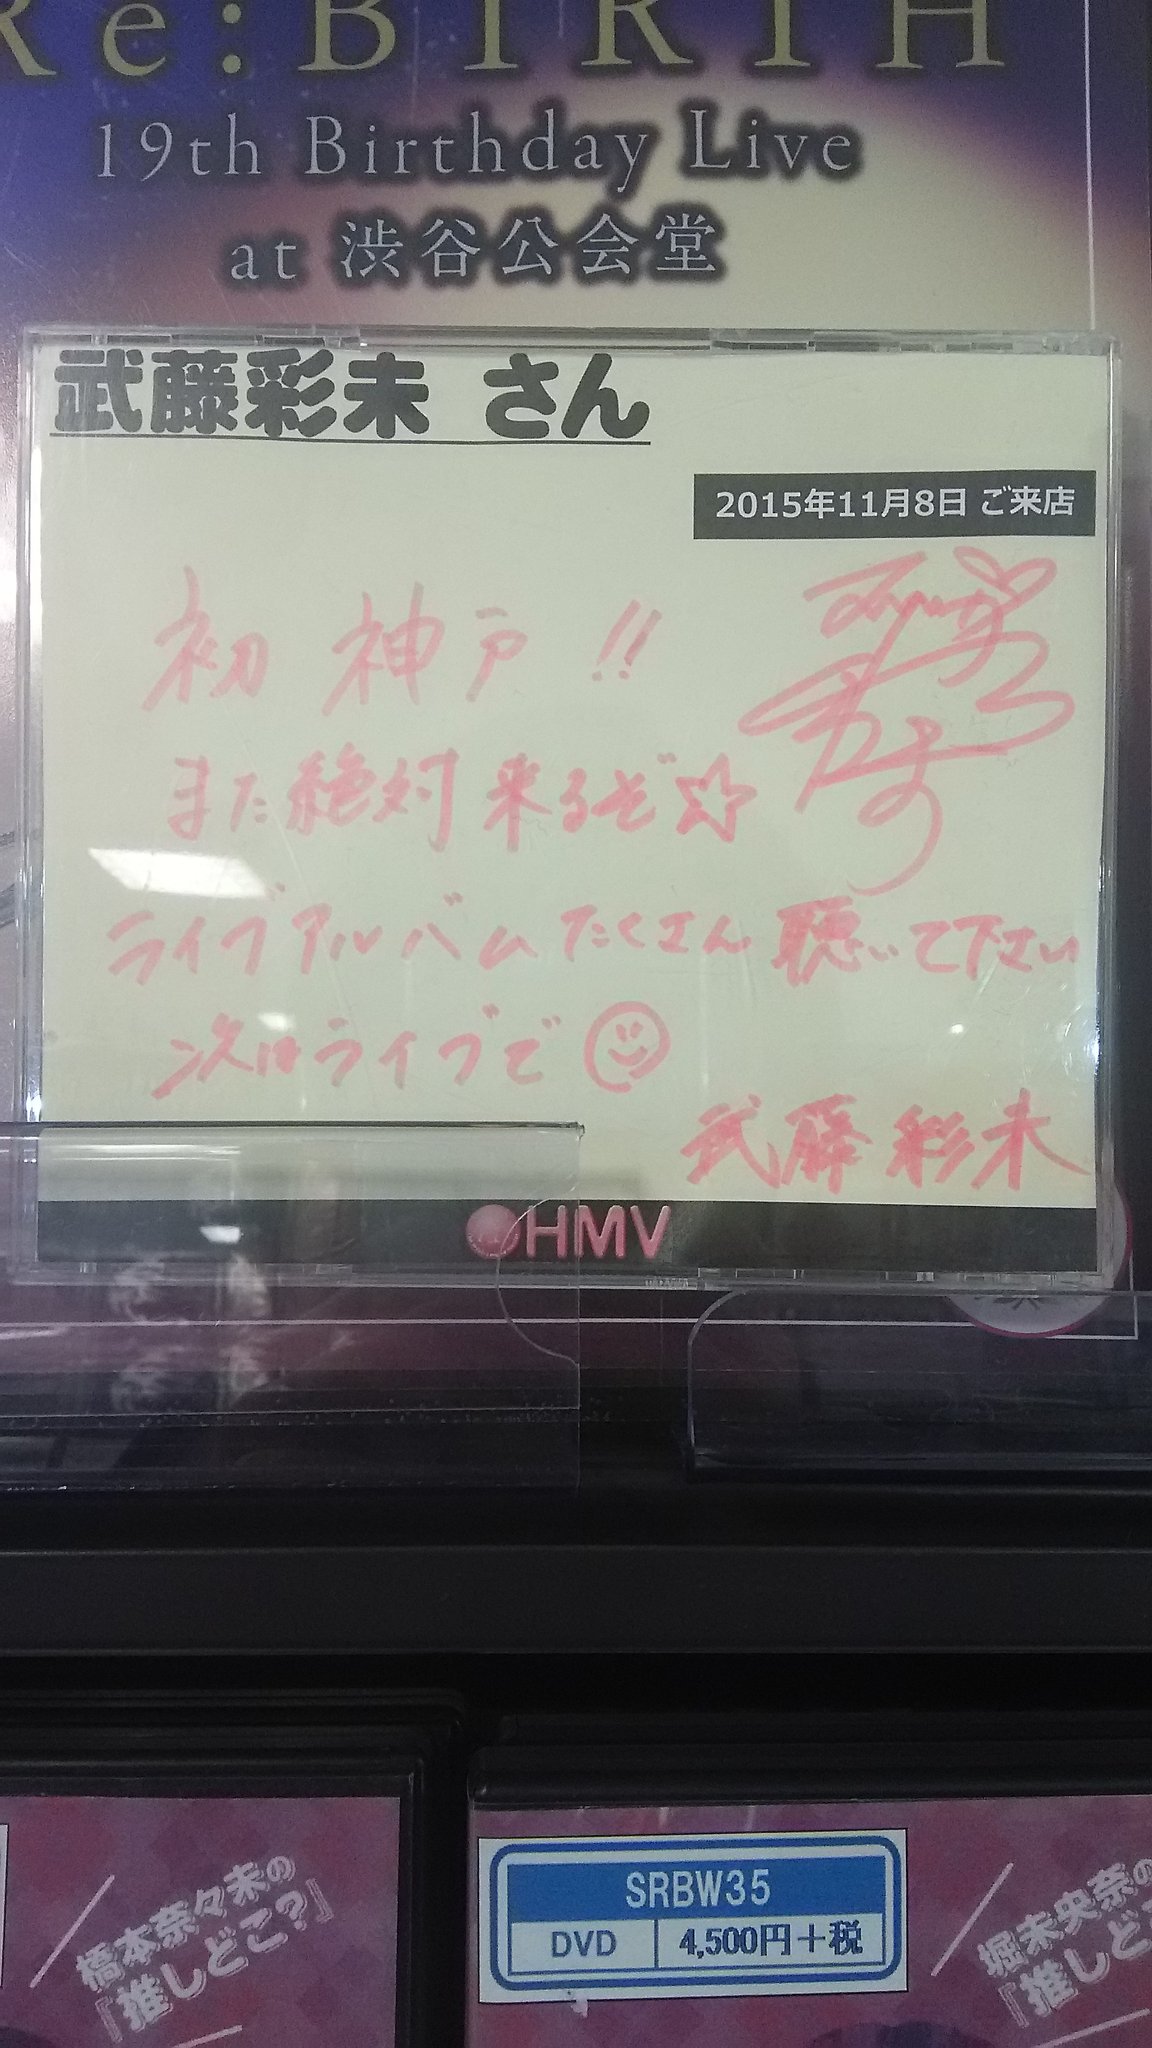 Re:BIRTH
19th Birthday Live
at 渋谷公会堂
武藤彩未 さん
2015年11月8日 ご来店
初 神戸!!
また絶対来るぞ☆
ライブアルバムたくさん聴いて下さい
次はライブで
武藤彩未
HMV
橋本奈々未の
『推しどこ?』
SRBW35
DVD 4,500円+税
堀未央奈の
『推しどこ